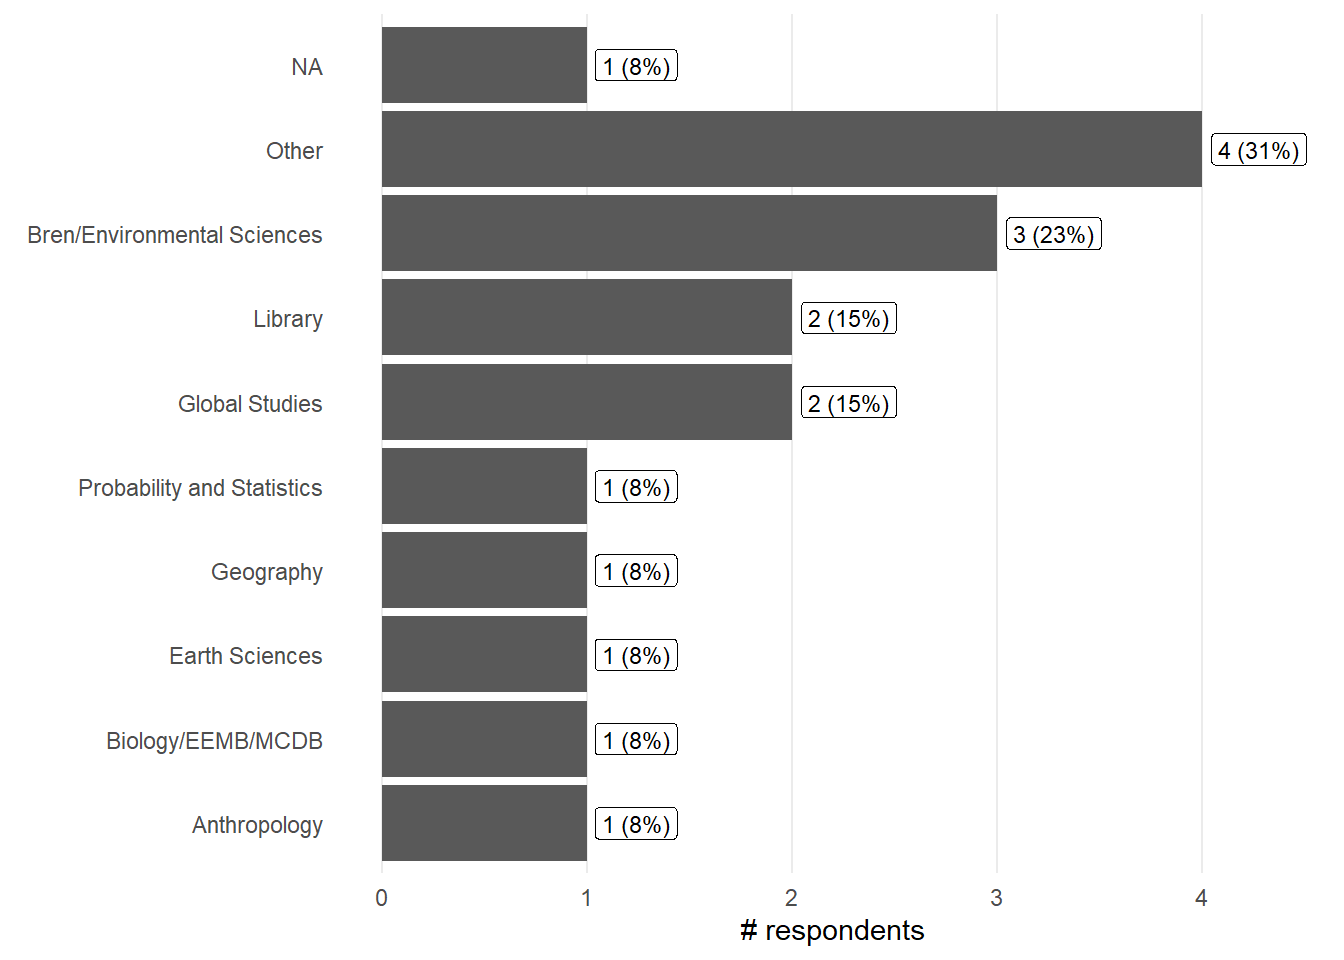 NA 1 (8%)
Other 4 (31%)
Bren/Environmental Sciences 3 (23%)
Library 2 (15%)
Global Studies 2 (15%)
Probability and Statistics 1 (8%)
Geography 1 (8%)
Earth Sciences 1 (8%)
Biology/EEMB/MCDB 1 (8%)
Anthropology 1 (8%)
0 1 2 3 4
# respondents